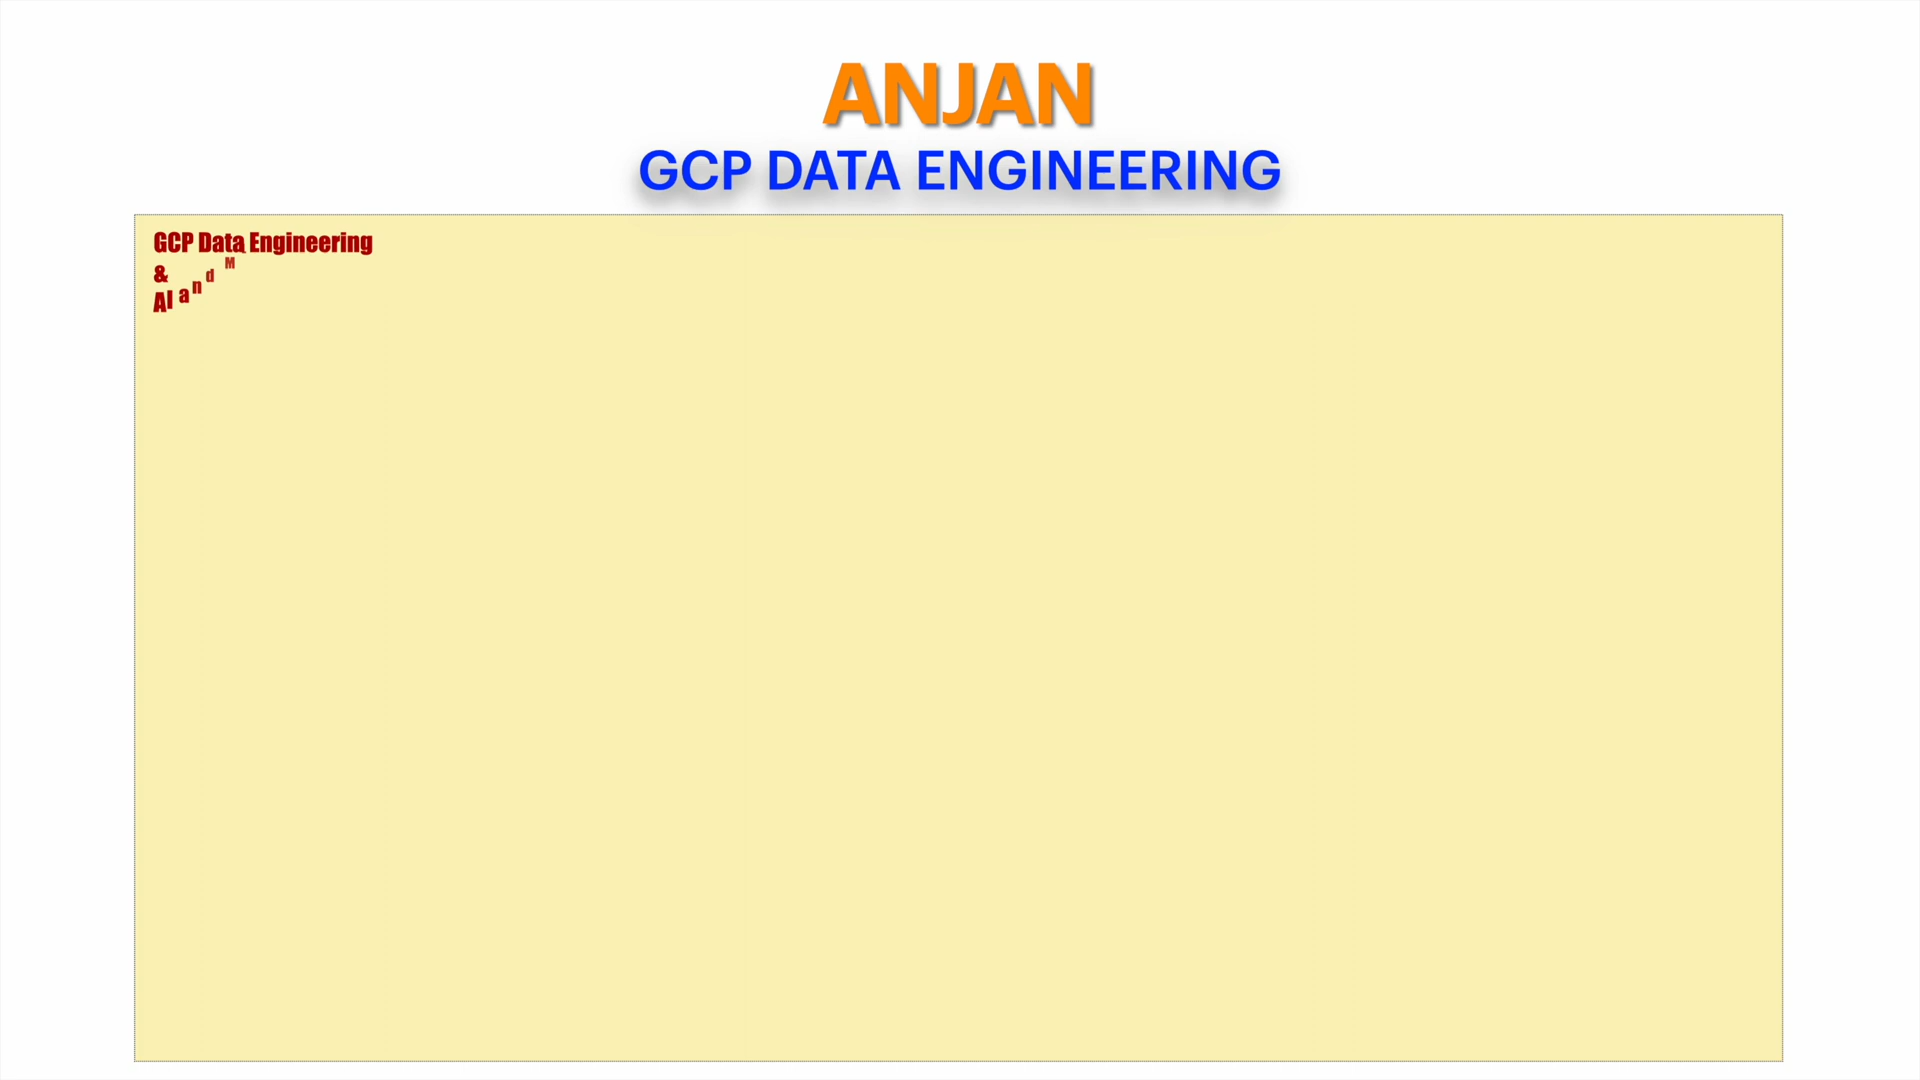 ANJAN
GCP DATA ENGINEERING
GCP Data Engineering
&
AI and M